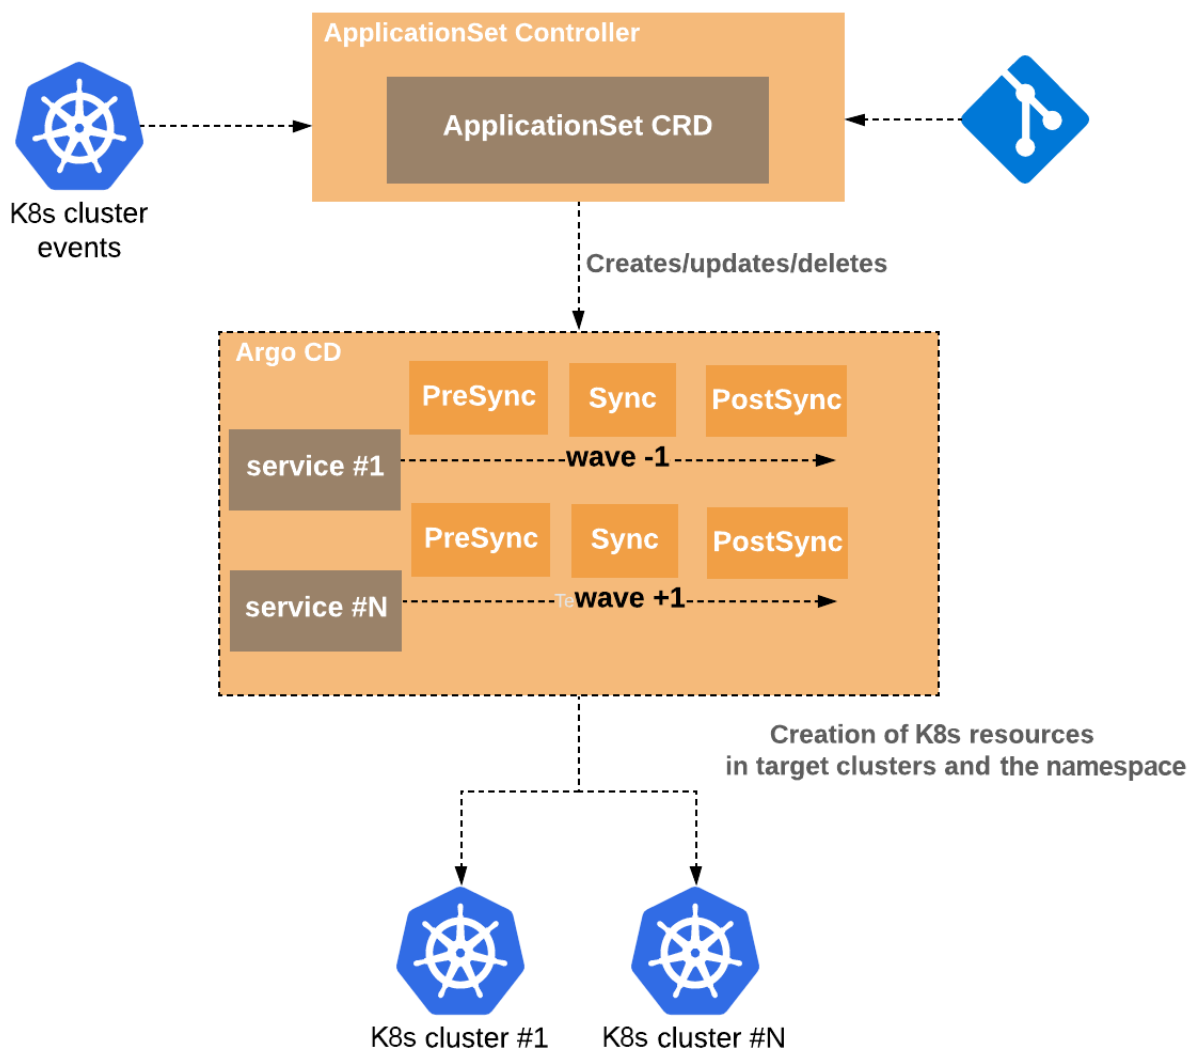 ApplicationSet Controller
ApplicationSet CRD
K8s cluster
events
Creates/updates/deletes
Argo CD
PreSync
Sync
PostSync
service #1
wave -1
PreSync
Sync
PostSync
service #N
Te
wave +1
Creation of K8s resources
in target clusters and the namespace
K8s cluster #1
K8s cluster #N